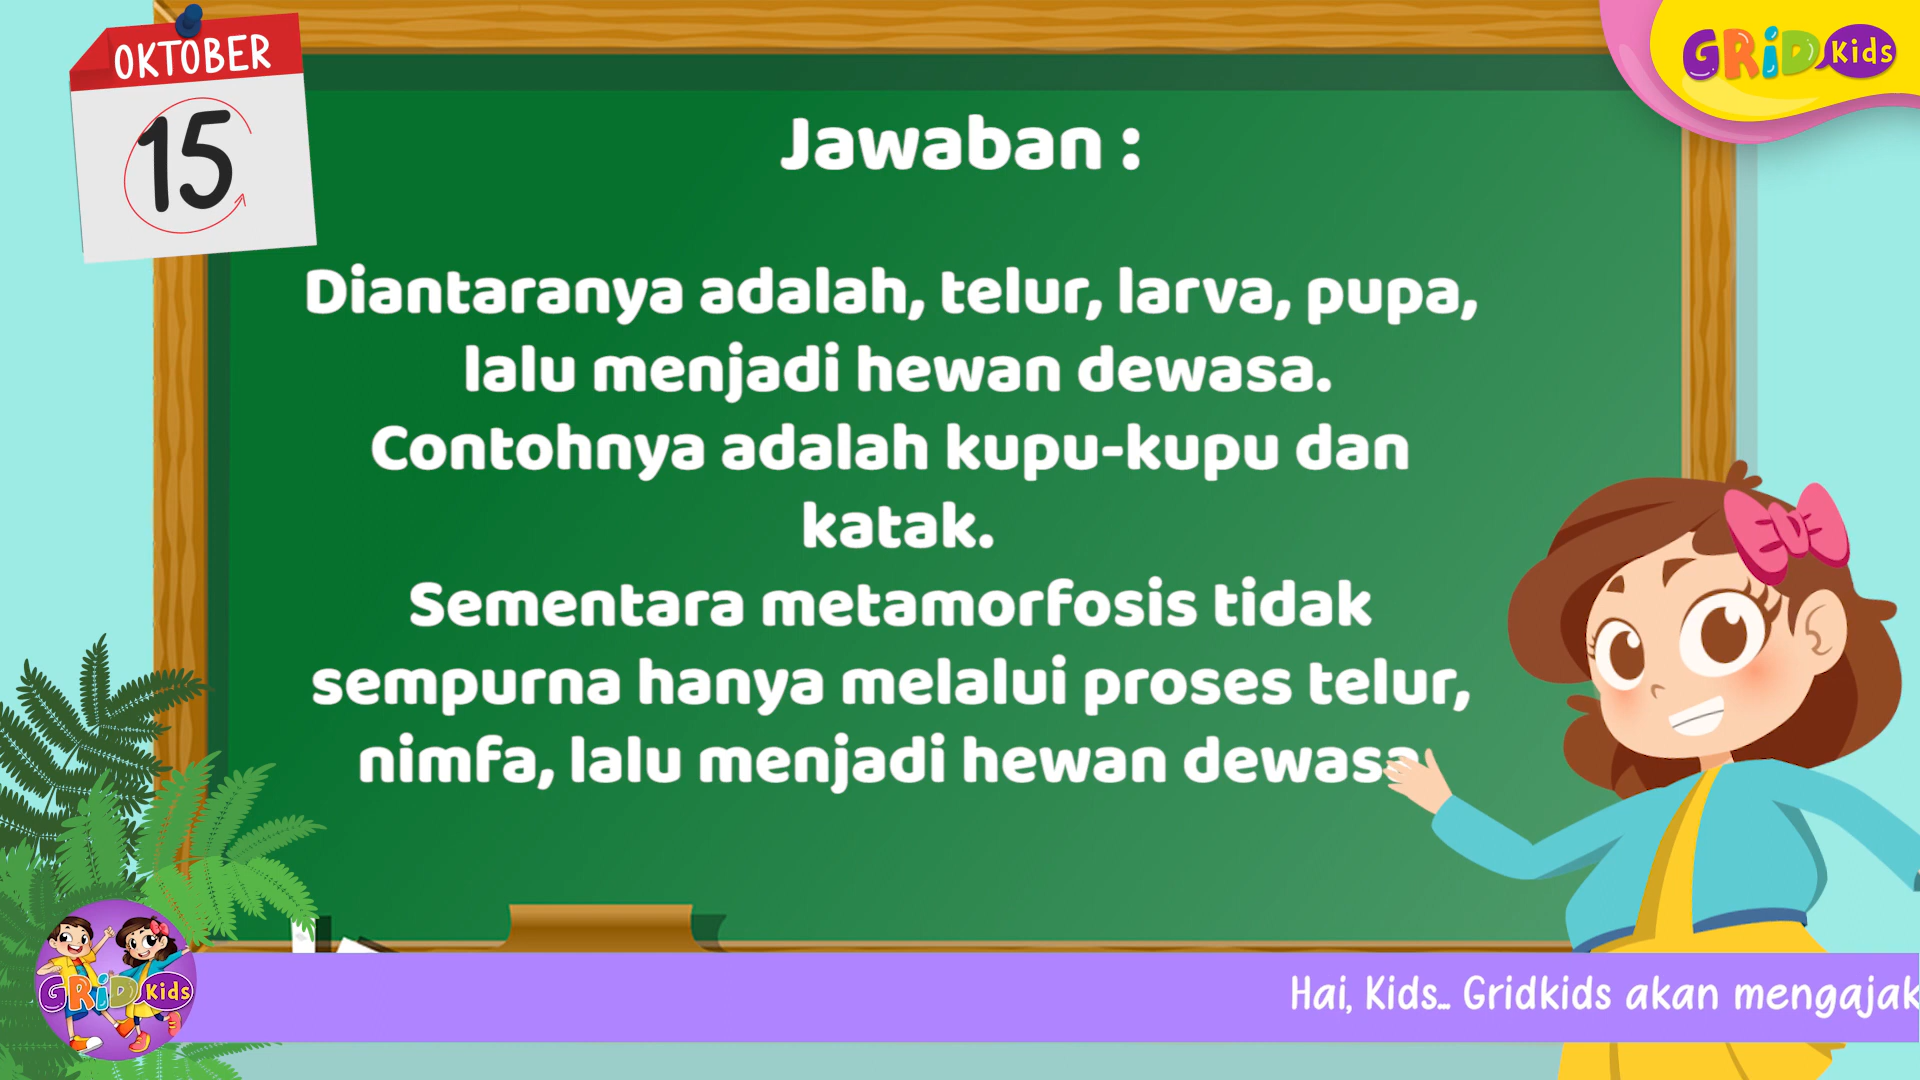 OKTOBER
15
GRiD Kids
Jawaban :
Diantaranya adalah, telur, larva, pupa,
lalu menjadi hewan dewasa.
Contohnya adalah kupu-kupu dan
katak.
Sementara metamorfosis tidak
sempurna hanya melalui proses telur,
nimfa, lalu menjadi hewan dewasa
GRiD Kids
Hai, Kids... Gridkids akan mengajak